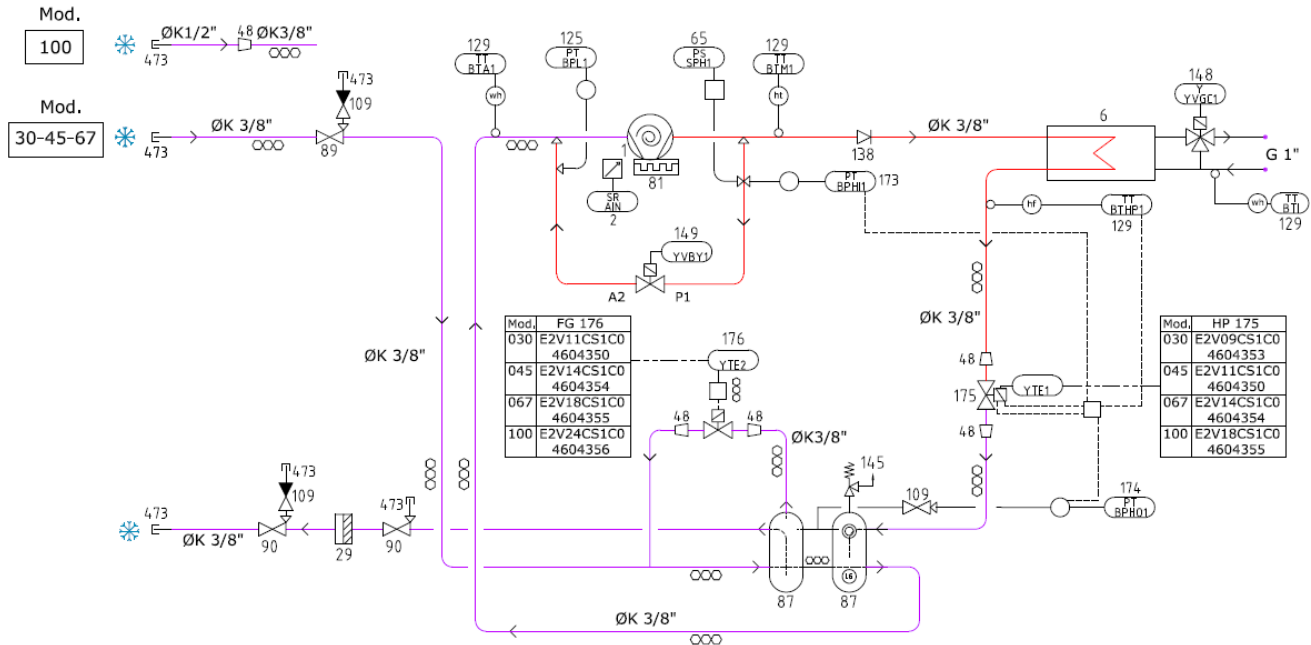 Mod.
100
473
ØK1/2"
48
ØK3/8"
Mod.
30-45-67
473
ØK 3/8"
473
109
89
129
TT
BTA1
wh
125
PT
BPL1
1
81
SR
AIN
2
65
PS
SPH1
129
TT
BTM1
ht
138
ØK 3/8"
PT
BPHI1
173
6
148
Y
YVGC1
G 1"
hf
TT
BTHP1
129
wh
TT
BTI
129
149
YVBY1
A2
P1
ØK 3/8"
ØK 3/8"
Mod. FG 176
030 E2V11CS1C0
4604350
045 E2V14CS1C0
4604354
067 E2V18CS1C0
4604355
100 E2V24CS1C0
4604356
176
YTE2
48
48
ØK3/8"
48
175
YTE1
48
Mod. HP 175
030 E2V09CS1C0
4604353
045 E2V11CS1C0
4604350
067 E2V14CS1C0
4604354
100 E2V18CS1C0
4604355
473
109
473
473
ØK 3/8"
90
29
90
145
109
174
PT
BPHO1
LG
87
87
ØK 3/8"